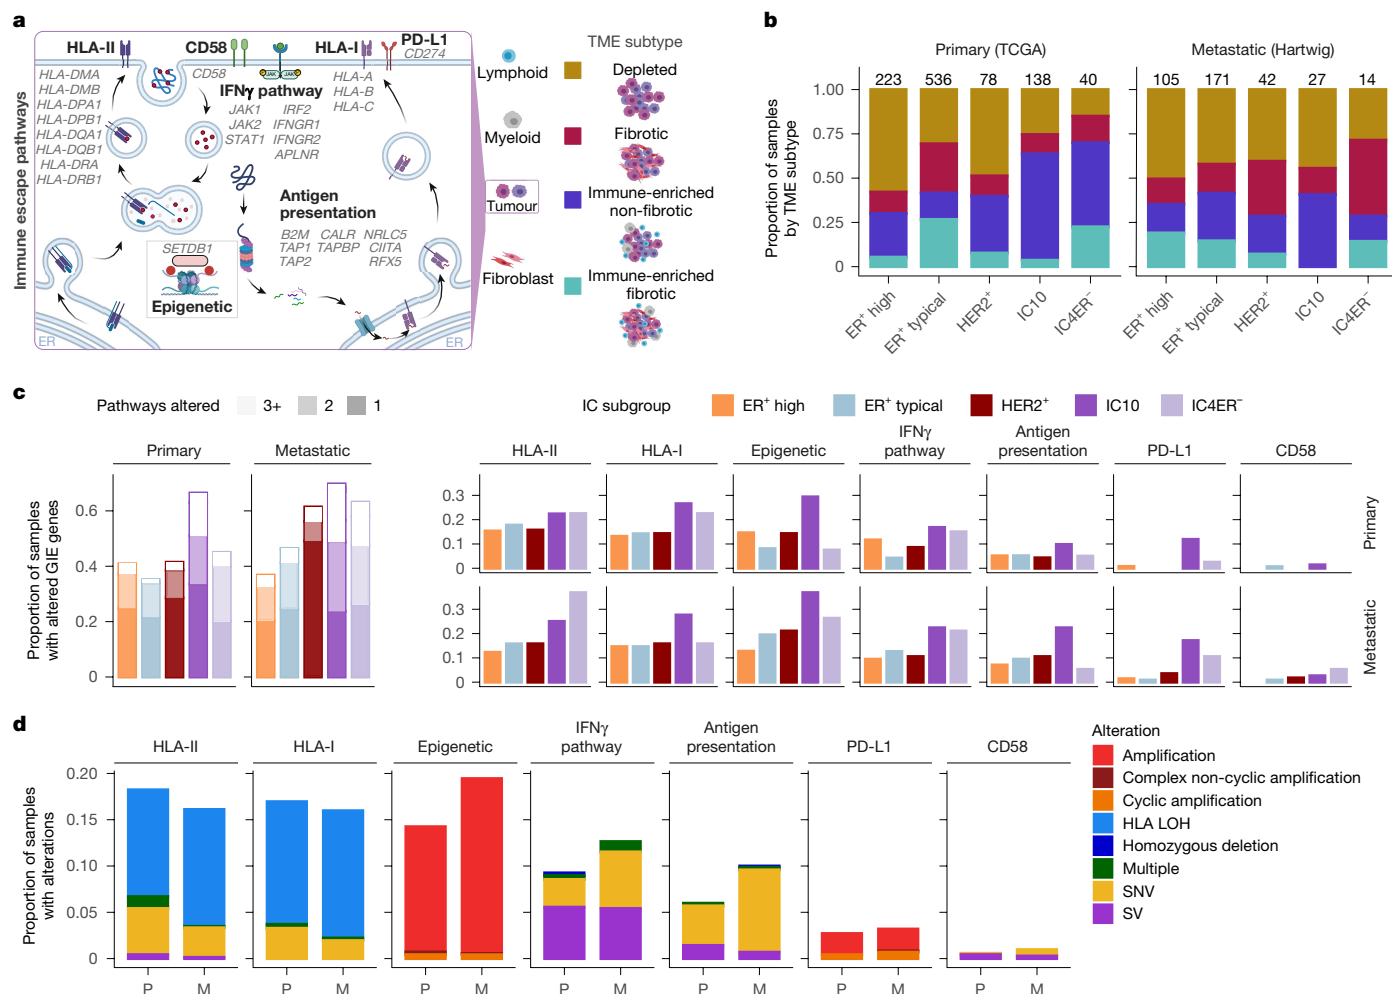 a
Immune escape pathways
HLA-II
CD58
HLA-I
PD-L1
CD274
HLA-DMA
HLA-DMB
HLA-DPA1
HLA-DPB1
HLA-DQA1
HLA-DQB1
HLA-DRA
HLA-DRB1
CD58
JAK
JAK
IFNγ pathway
JAK1
JAK2
STAT1
IRF2
IFNGR1
IFNGR2
APLNR
HLA-A
HLA-B
HLA-C
Antigen
presentation
B2M CALR NRLC5
TAP1 TAPBP CIITA
TAP2 RFX5
SETDB1
Epigenetic
ER
ER
Lymphoid
Myeloid
Tumour
Fibroblast
TME subtype
Depleted
Fibrotic
Immune-enriched
non-fibrotic
Immune-enriched
fibrotic
b
Primary (TCGA)
Metastatic (Hartwig)
Proportion of samples
by TME subtype
223 536 78 138 40
105 171 42 27 14
1.00
0.75
0.50
0.25
0
ER⁺ high
ER⁺ typical
HER2⁺
IC10
IC4ER⁻
ER⁺ high
ER⁺ typical
HER2⁺
IC10
IC4ER⁻
c
Pathways altered 3+ 2 1
IC subgroup ER⁺ high ER⁺ typical HER2⁺ IC10 IC4ER⁻
Primary
Metastatic
Proportion of samples
with altered GIE genes
0.6
0.4
0.2
0
HLA-II
HLA-I
Epigenetic
IFNγ
pathway
Antigen
presentation
PD-L1
CD58
0.3
0.2
0.1
0
Primary
0.3
0.2
0.1
0
Metastatic
d
HLA-II
HLA-I
Epigenetic
IFNγ
pathway
Antigen
presentation
PD-L1
CD58
Proportion of samples
with alterations
0.20
0.15
0.10
0.05
0
P M
P M
P M
P M
P M
P M
P M
Alteration
Amplification
Complex non-cyclic amplification
Cyclic amplification
HLA LOH
Homozygous deletion
Multiple
SNV
SV